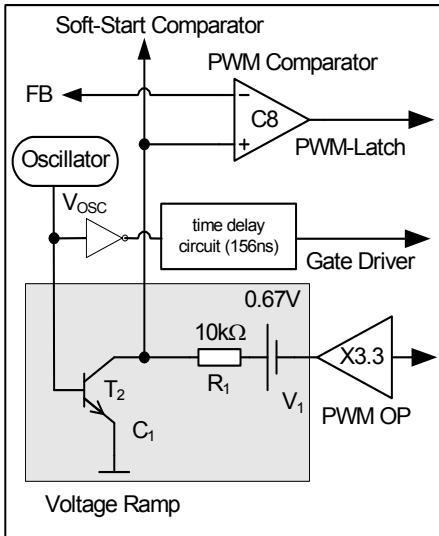 Soft-Start Comparator
PWM Comparator
FB
C8
Oscillator
PWM-Latch
VOSC
time delay
circuit (156ns)
Gate Driver
0.67V
10kΩ
X3.3
T2
R1
V1
C1
PWM OP
Voltage Ramp